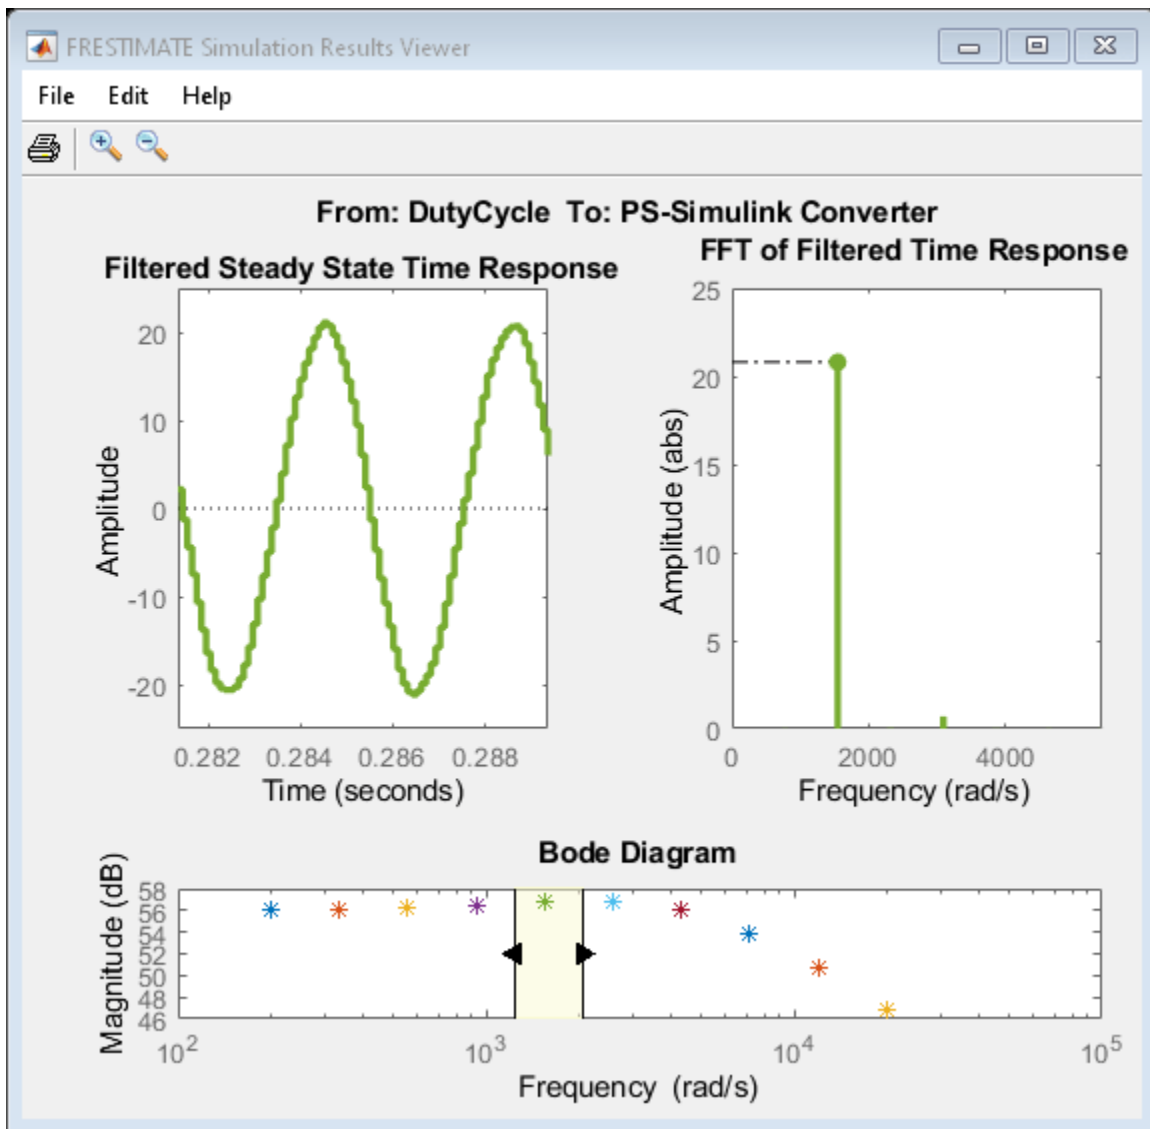 FRESTIMATE Simulation Results Viewer
File Edit Help
From: DutyCycle To: PS-Simulink Converter
Filtered Steady State Time Response
20
10
0
-10
-20
Amplitude
0.282 0.284 0.286 0.288
Time (seconds)
FFT of Filtered Time Response
25
20
15
10
5
0
Amplitude (abs)
0 2000 4000
Frequency (rad/s)
Bode Diagram
58
56
54
52
50
48
46
Magnitude (dB)
10^2 10^3 10^4 10^5
Frequency (rad/s)